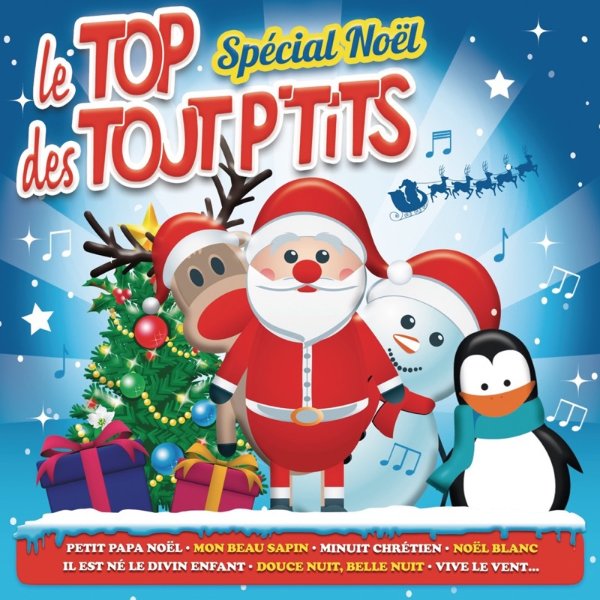 le TOP
Spécial Noël
des TOUT P'TITS
PETIT PAPA NOËL • MON BEAU SAPIN • MINUIT CHRÉTIEN • NOËL BLANC
IL EST NÉ LE DIVIN ENFANT • DOUCE NUIT, BELLE NUIT • VIVE LE VENT...